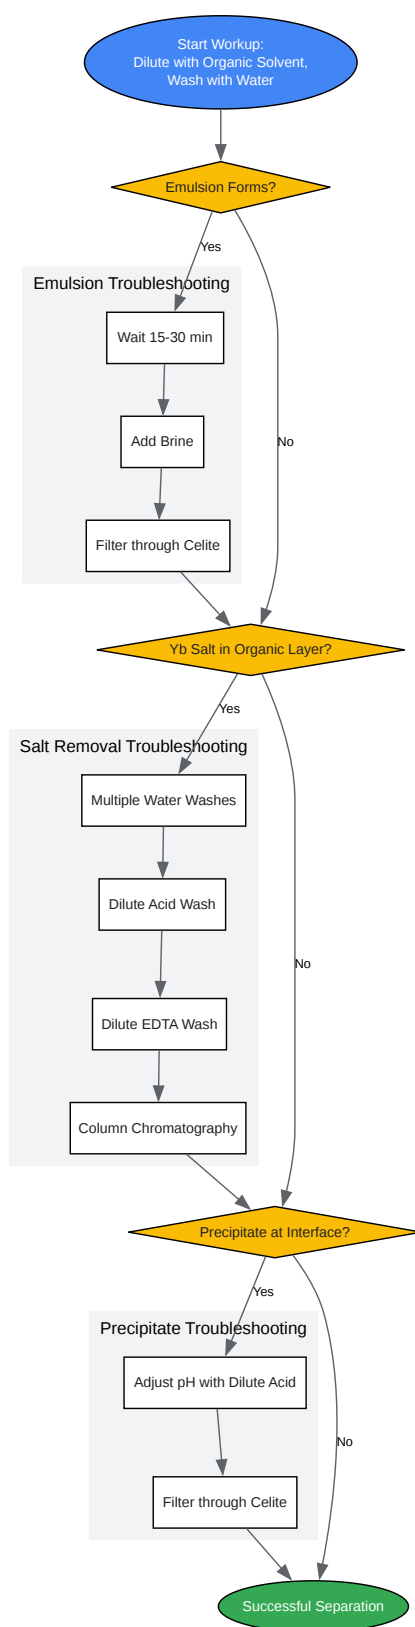 Start Workup:
Dilute with Organic Solvent,
Wash with Water
Emulsion Forms?
Yes
Emulsion Troubleshooting
Wait 15-30 min
Add Brine
No
Filter through Celite
Yb Salt in Organic Layer?
Yes
Salt Removal Troubleshooting
Multiple Water Washes
Dilute Acid Wash
No
Dilute EDTA Wash
Column Chromatography
Precipitate at Interface?
Yes
Precipitate Troubleshooting
Adjust pH with Dilute Acid
No
Filter through Celite
Successful Separation